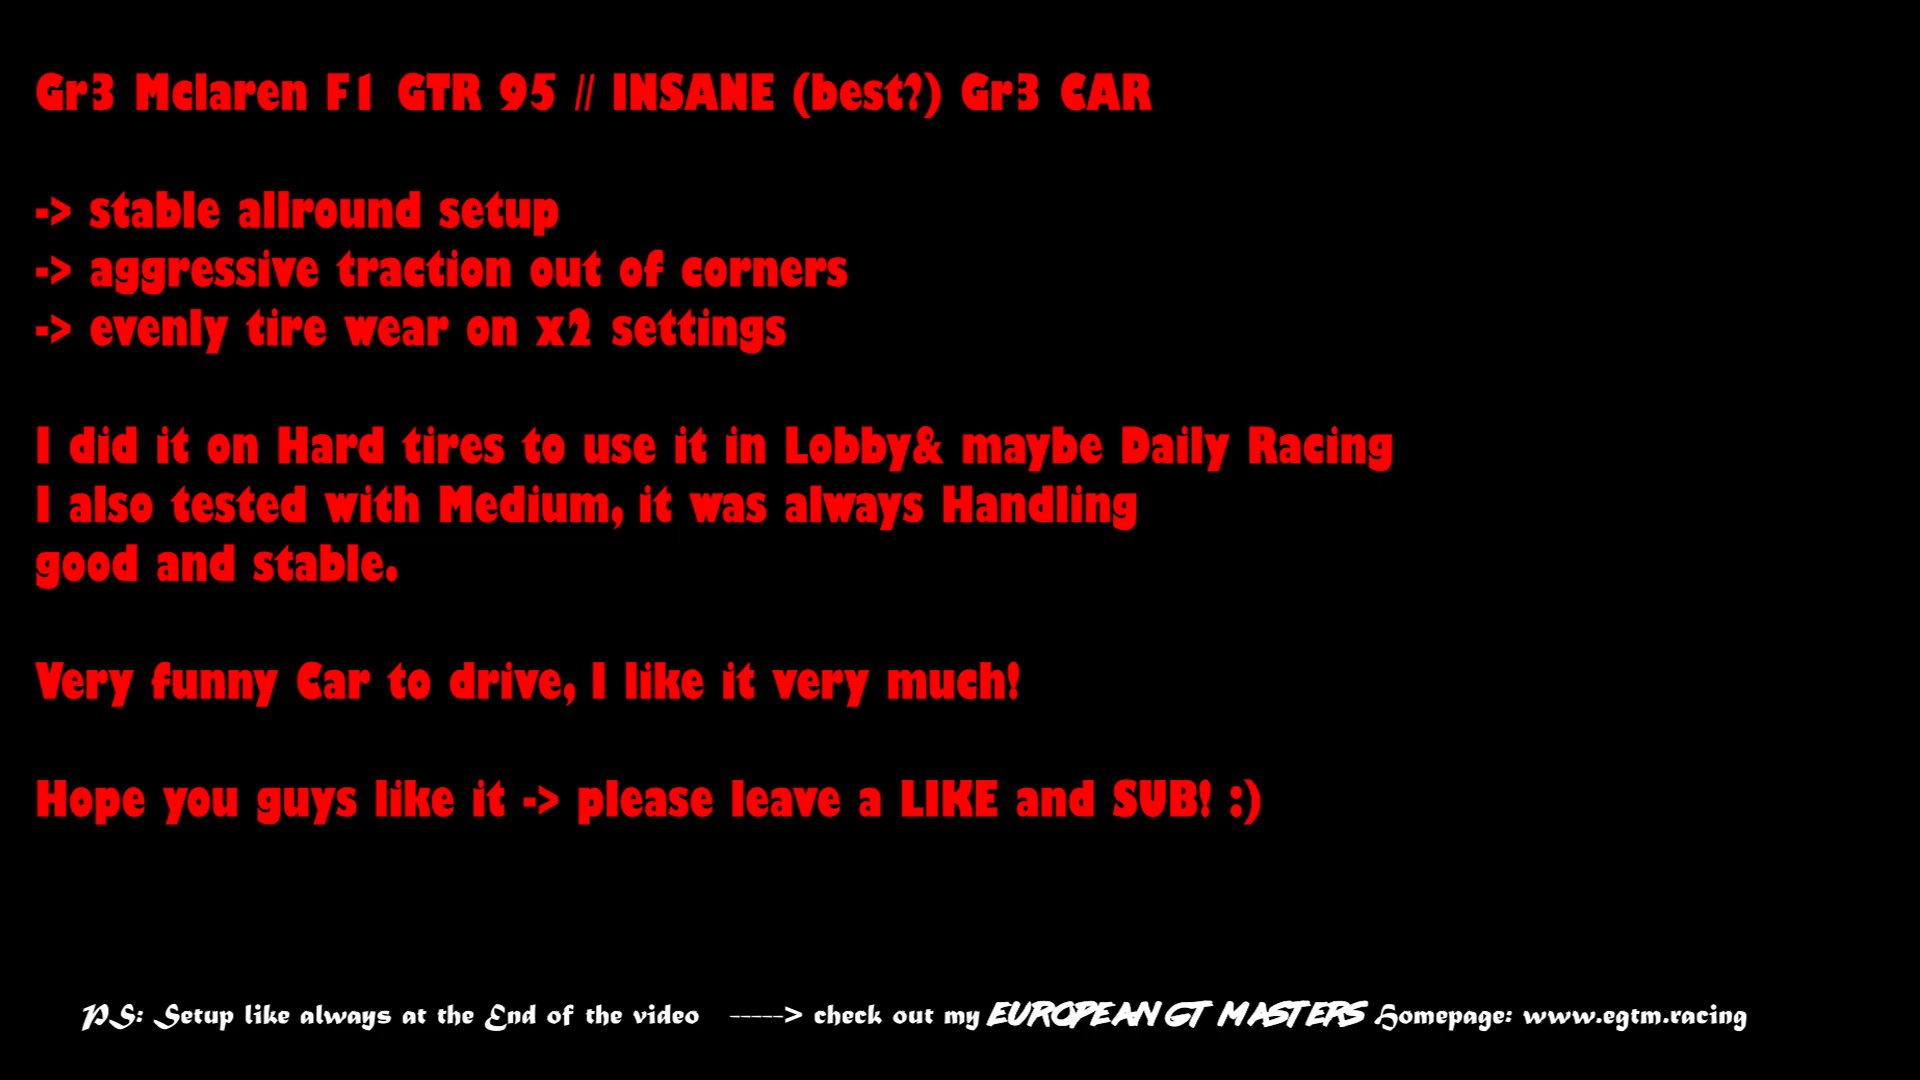 Gr3 Mclaren F1 GTR 95 // INSANE (best?) Gr3 CAR
-> stable allround setup
-> aggressive traction out of corners
-> evenly tire wear on x2 settings
I did it on Hard tires to use it in Lobby& maybe Daily Racing
I also tested with Medium, it was always Handling
good and stable.
Very funny Car to drive, I like it very much!
Hope you guys like it -> please leave a LIKE and SUB! :)
PS: Setup like always at the End of the video -----> check out my EUROPEAN GT MASTERS Homepage: www.egtm.racing